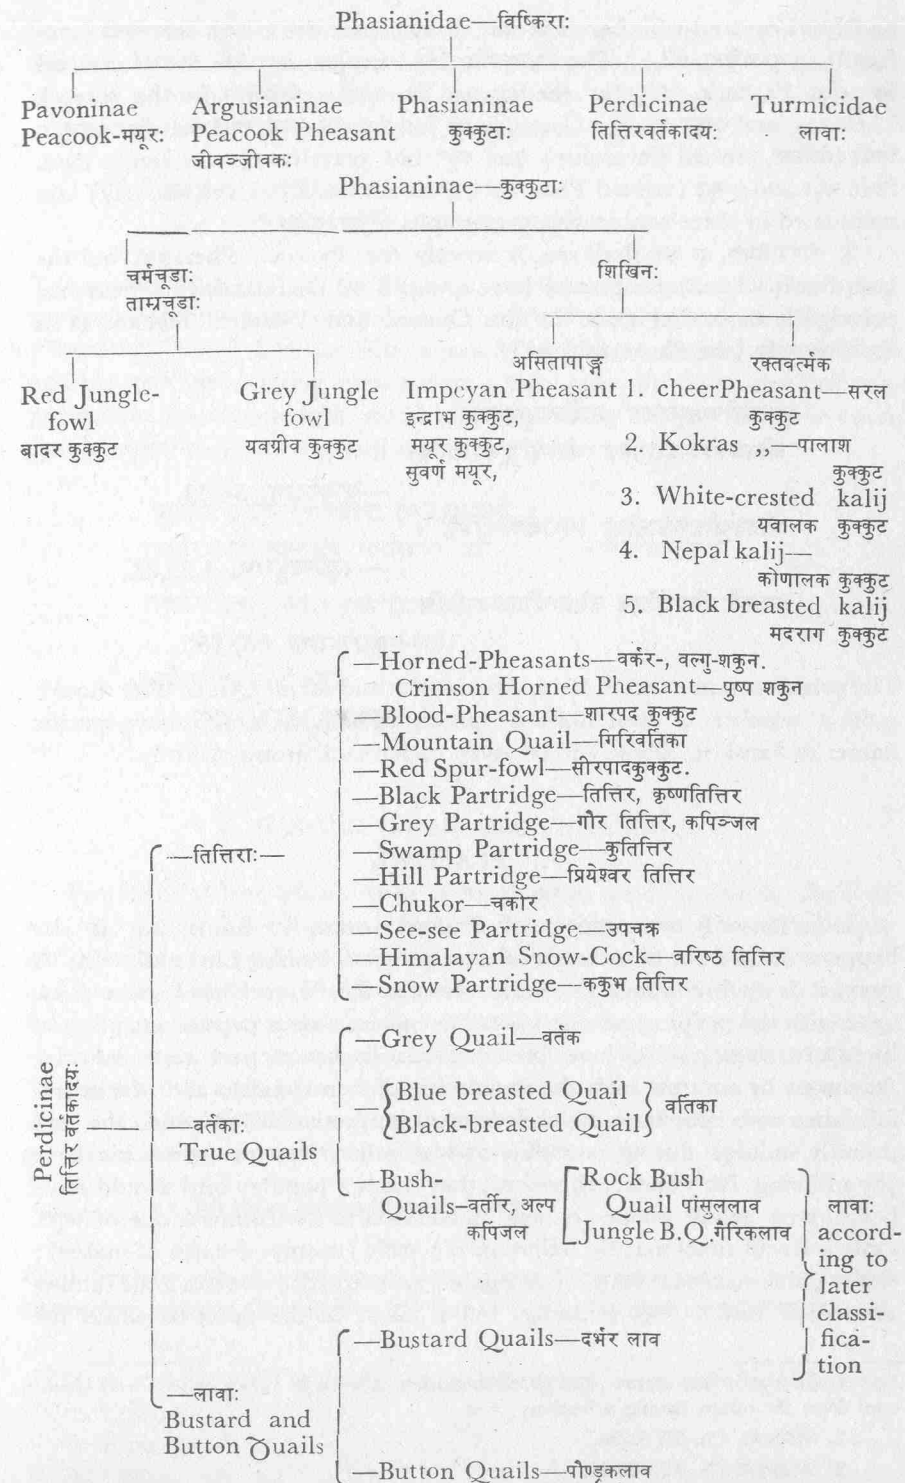 Phasianidae—विष्किरा:
Pavoninae Argusianinae Phasianinae Perdicinae Turmicidae
Peacock-मयूर: Peacook Pheasant कुक्कुटा: तित्तिरवर्तकादय: लावा:
जीवञ्जीवक:
Phasianinae कुक्कुटा:
चर्मचूडा: शिखिन:
ताम्रचूडा:
असितापाङ्ग रक्तवर्त्मक
Red Jungle- Grey Jungle Impeyan Pheasant 1. cheerPheasant—सरल
fowl fowl इन्द्राभ कुक्कुट, कुक्कुट
बादर कुक्कुट यवग्रीव कुक्कुट मयूर कुक्कुट, 2. Kokras ,,—पालाश
सुवर्ण मयूर, कुक्कुट
3. White-crested kalij
यवालक कुक्कुट
4. Nepal kalij—
कोणालक कुक्कुट
5. Black breasted kalij
मदराग कुक्कुट
—Horned-Pheasants—वर्कर-, वल्गु-शकुन.
Crimson Horned Pheasant—पुष्प शकुन
—Blood-Pheasant—शारपद कुक्कुट
—Mountain Quail—गिरिवर्तिका
—Red Spur-fowl—सीरपादकुक्कुट.
—Black Partridge—तित्तिर, कृष्णतित्तिर
—Grey Partridge—गौर तित्तिर, कपिञ्जल
—तित्तिरा:—
—Swamp Partridge—कुतित्तिर
—Hill Partridge—प्रियेश्वर तित्तिर
—Chukor—चकोर
—See-see Partridge—उपचक्र
—Himalayan Snow-Cock—वरिष्ठ तित्तिर
—Snow Partridge—ककुभ तित्तिर
Perdicinae
तित्तिर वर्तकादय:
—Grey Quail—वर्तक
Blue breasted Quail
Black-breasted Quail वर्तिका
—वर्तका:
True Quails
—Bush- Rock Bush
Quails—वर्तीर, अल्प Quail पांसुललाव लावा:
कपिंजल Jungle B.Q. गैरिकलाव accord-
ing to
later
classi-
—Bustard Quails—दर्भर लाव fica-
tion
—लावा:
Bustard and
Button Quails
—Button Quails—पौण्ड्रकलाव